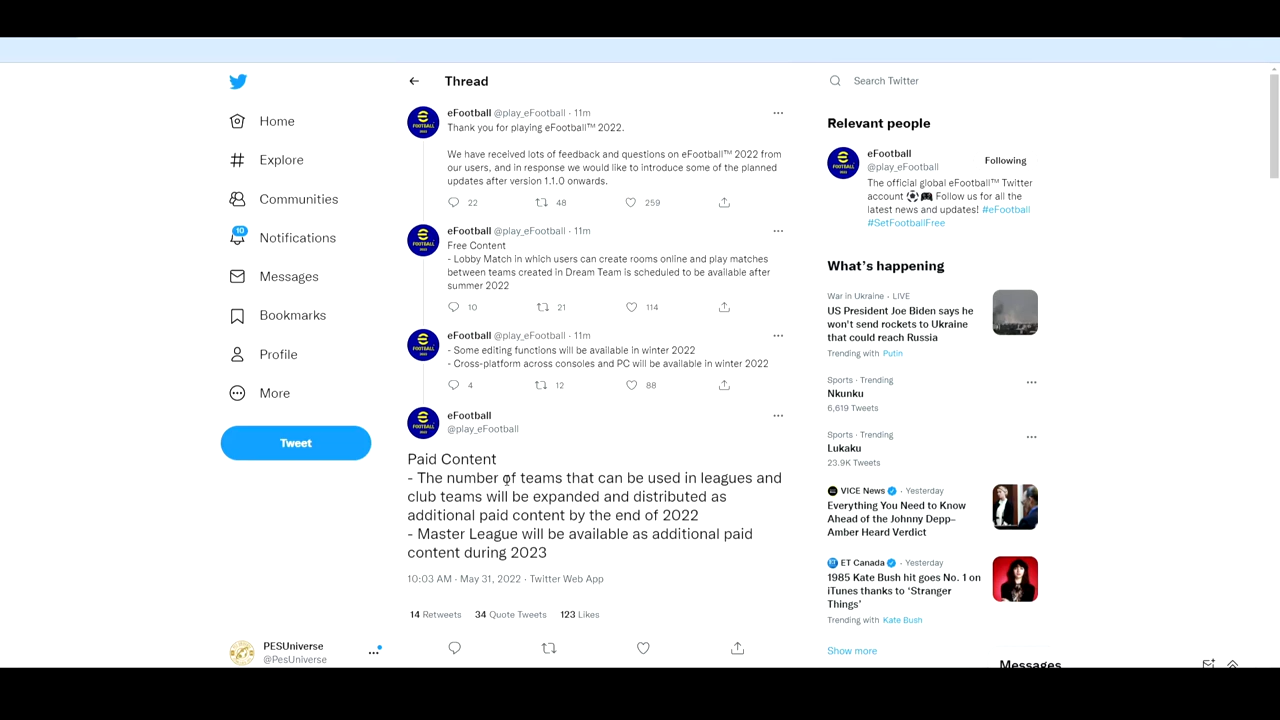 Home
Explore
Communities
10
Notifications
Messages
Bookmarks
Profile
More
Tweet
PESUniverse
@PesUniverse
Thread
eFootball @play_eFootball · 11m
Thank you for playing eFootball™ 2022.
We have received lots of feedback and questions on eFootball™ 2022 from
our users, and in response we would like to introduce some of the planned
updates after version 1.1.0 onwards.
22 48 259
eFootball @play_eFootball · 11m
Free Content
- Lobby Match in which users can create rooms online and play matches
between teams created in Dream Team is scheduled to be available after
summer 2022
10 21 114
eFootball @play_eFootball · 11m
- Some editing functions will be available in winter 2022
- Cross-platform across consoles and PC will be available in winter 2022
4 12 88
eFootball
@play_eFootball
Paid Content
- The number of teams that can be used in leagues and
club teams will be expanded and distributed as
additional paid content by the end of 2022
- Master League will be available as additional paid
content during 2023
10:03 AM · May 31, 2022 · Twitter Web App
14 Retweets 34 Quote Tweets 123 Likes
Search Twitter
Relevant people
eFootball
@play_eFootball
Following
The official global eFootball™ Twitter
account ⚽🎮 Follow us for all the
latest news and updates! #eFootball
#SetFootballFree
What's happening
War in Ukraine · LIVE
US President Joe Biden says he
won't send rockets to Ukraine
that could reach Russia
Trending with Putin
Sports · Trending
Nkunku
6,619 Tweets
Sports · Trending
Lukaku
23.9K Tweets
VICE News · Yesterday
Everything You Need to Know
Ahead of the Johnny Depp–
Amber Heard Verdict
ET Canada · Yesterday
1985 Kate Bush hit goes No. 1 on
iTunes thanks to 'Stranger
Things'
Trending with Kate Bush
Show more
Messages